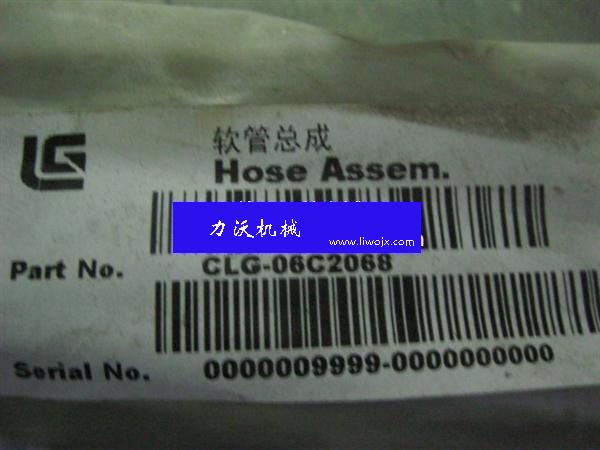 LG
软管总成
Hose Assem.
力沃机械
www.liwojx.com
Part No. CLG-06C2068
Serial No. 0000009999-0000000000